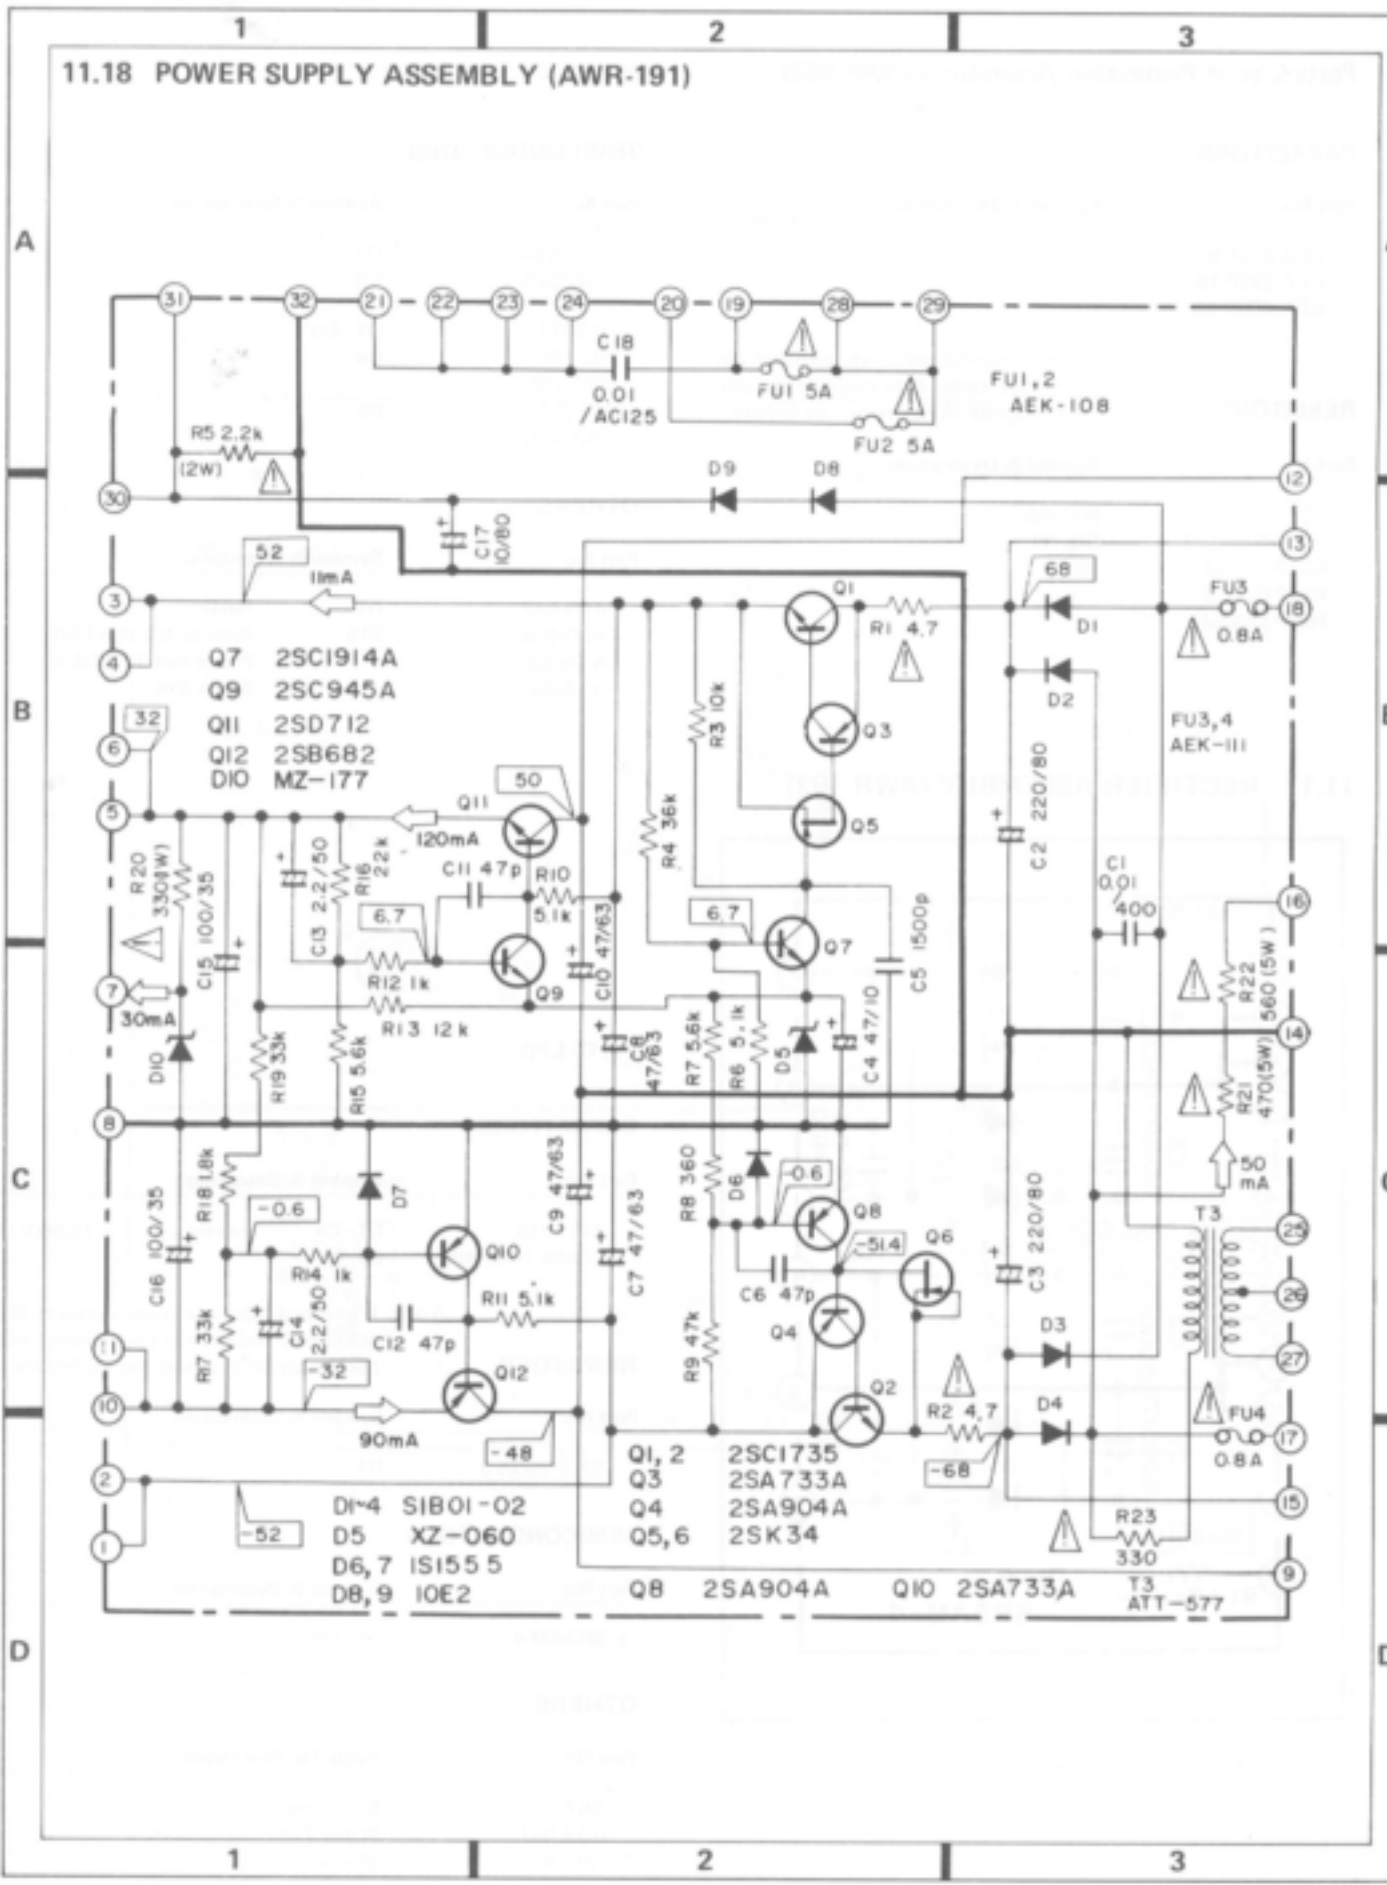 1 2 3
11.18 POWER SUPPLY ASSEMBLY (AWR-191)
A
31 32 21 22 23 24 20 19 28 29
C18
0.01
/AC125
FU1 5A
FU2 5A
FU1,2
AEK-108
R5 2.2k
(2W)
D9 D8
12
30
C17
10/80
13
52
11mA
3
Q1
68
FU3
18
R1 4.7
D1
0.8A
4
Q7 2SC1914A
Q9 2SC945A
Q11 2SD712
Q12 2SB682
D10 MZ-177
B
D2
R3 10k
Q3
FU3,4
AEK-111
32
6
50
C2 220/80
5
Q11
120mA
Q5
R4 36k
R20
330(1W)
C15 100/35
C13 2.2/50
R16
22k
C11 47p
R10
5.1k
C1
0.01
/
400
16
6.7
6.7
Q7
C5 1500p
R12 1k
Q9
C10 47/63
R22
560 (5W)
7
30mA
R13 12k
D10
R19 33k
R15 5.6k
C8
47/63
R7 5.6k
R6 5.1k
D5
C4 47/10
14
R21
470(5W)
8
C
R18 1.8k
D7
C9 47/63
R8 360
D6
-0.6
50
mA
C16 100/35
-0.6
Q10
C7 47/63
Q8
-51.4
Q6
C3 220/80
T3
25
R14 1k
C14
2.2/50
R11 5.1k
C6 47p
26
R17 33k
C12 47p
Q4
R9 47k
D3
27
11
-32
Q12
Q2
10
90mA
R2 4.7
D4
FU4
17
0.8A
-48
-68
2
Q1,2 2SC1735
Q3 2SA733A
Q4 2SA904A
Q5,6 2SK34
Q8 2SA904A Q10 2SA733A
15
-52
D1~4 S1B01-02
D5 XZ-060
D6,7 IS1555
D8,9 10E2
R23
330
1
9
T3
ATT-577
D
1 2 3